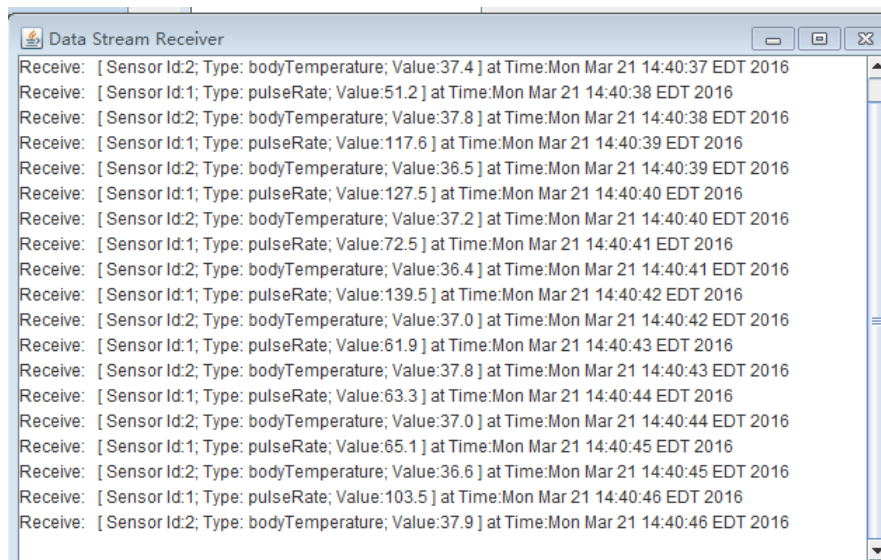 Data Stream Receiver
Receive: [ Sensor Id:2; Type: bodyTemperature; Value:37.4 ] at Time:Mon Mar 21 14:40:37 EDT 2016
Receive: [ Sensor Id:1; Type: pulseRate; Value:51.2 ] at Time:Mon Mar 21 14:40:38 EDT 2016
Receive: [ Sensor Id:2; Type: bodyTemperature; Value:37.8 ] at Time:Mon Mar 21 14:40:38 EDT 2016
Receive: [ Sensor Id:1; Type: pulseRate; Value:117.6 ] at Time:Mon Mar 21 14:40:39 EDT 2016
Receive: [ Sensor Id:2; Type: bodyTemperature; Value:36.5 ] at Time:Mon Mar 21 14:40:39 EDT 2016
Receive: [ Sensor Id:1; Type: pulseRate; Value:127.5 ] at Time:Mon Mar 21 14:40:40 EDT 2016
Receive: [ Sensor Id:2; Type: bodyTemperature; Value:37.2 ] at Time:Mon Mar 21 14:40:40 EDT 2016
Receive: [ Sensor Id:1; Type: pulseRate; Value:72.5 ] at Time:Mon Mar 21 14:40:41 EDT 2016
Receive: [ Sensor Id:2; Type: bodyTemperature; Value:36.4 ] at Time:Mon Mar 21 14:40:41 EDT 2016
Receive: [ Sensor Id:1; Type: pulseRate; Value:139.5 ] at Time:Mon Mar 21 14:40:42 EDT 2016
Receive: [ Sensor Id:2; Type: bodyTemperature; Value:37.0 ] at Time:Mon Mar 21 14:40:42 EDT 2016
Receive: [ Sensor Id:1; Type: pulseRate; Value:61.9 ] at Time:Mon Mar 21 14:40:43 EDT 2016
Receive: [ Sensor Id:2; Type: bodyTemperature; Value:37.8 ] at Time:Mon Mar 21 14:40:43 EDT 2016
Receive: [ Sensor Id:1; Type: pulseRate; Value:63.3 ] at Time:Mon Mar 21 14:40:44 EDT 2016
Receive: [ Sensor Id:2; Type: bodyTemperature; Value:37.0 ] at Time:Mon Mar 21 14:40:44 EDT 2016
Receive: [ Sensor Id:1; Type: pulseRate; Value:65.1 ] at Time:Mon Mar 21 14:40:45 EDT 2016
Receive: [ Sensor Id:2; Type: bodyTemperature; Value:36.6 ] at Time:Mon Mar 21 14:40:45 EDT 2016
Receive: [ Sensor Id:1; Type: pulseRate; Value:103.5 ] at Time:Mon Mar 21 14:40:46 EDT 2016
Receive: [ Sensor Id:2; Type: bodyTemperature; Value:37.9 ] at Time:Mon Mar 21 14:40:46 EDT 2016